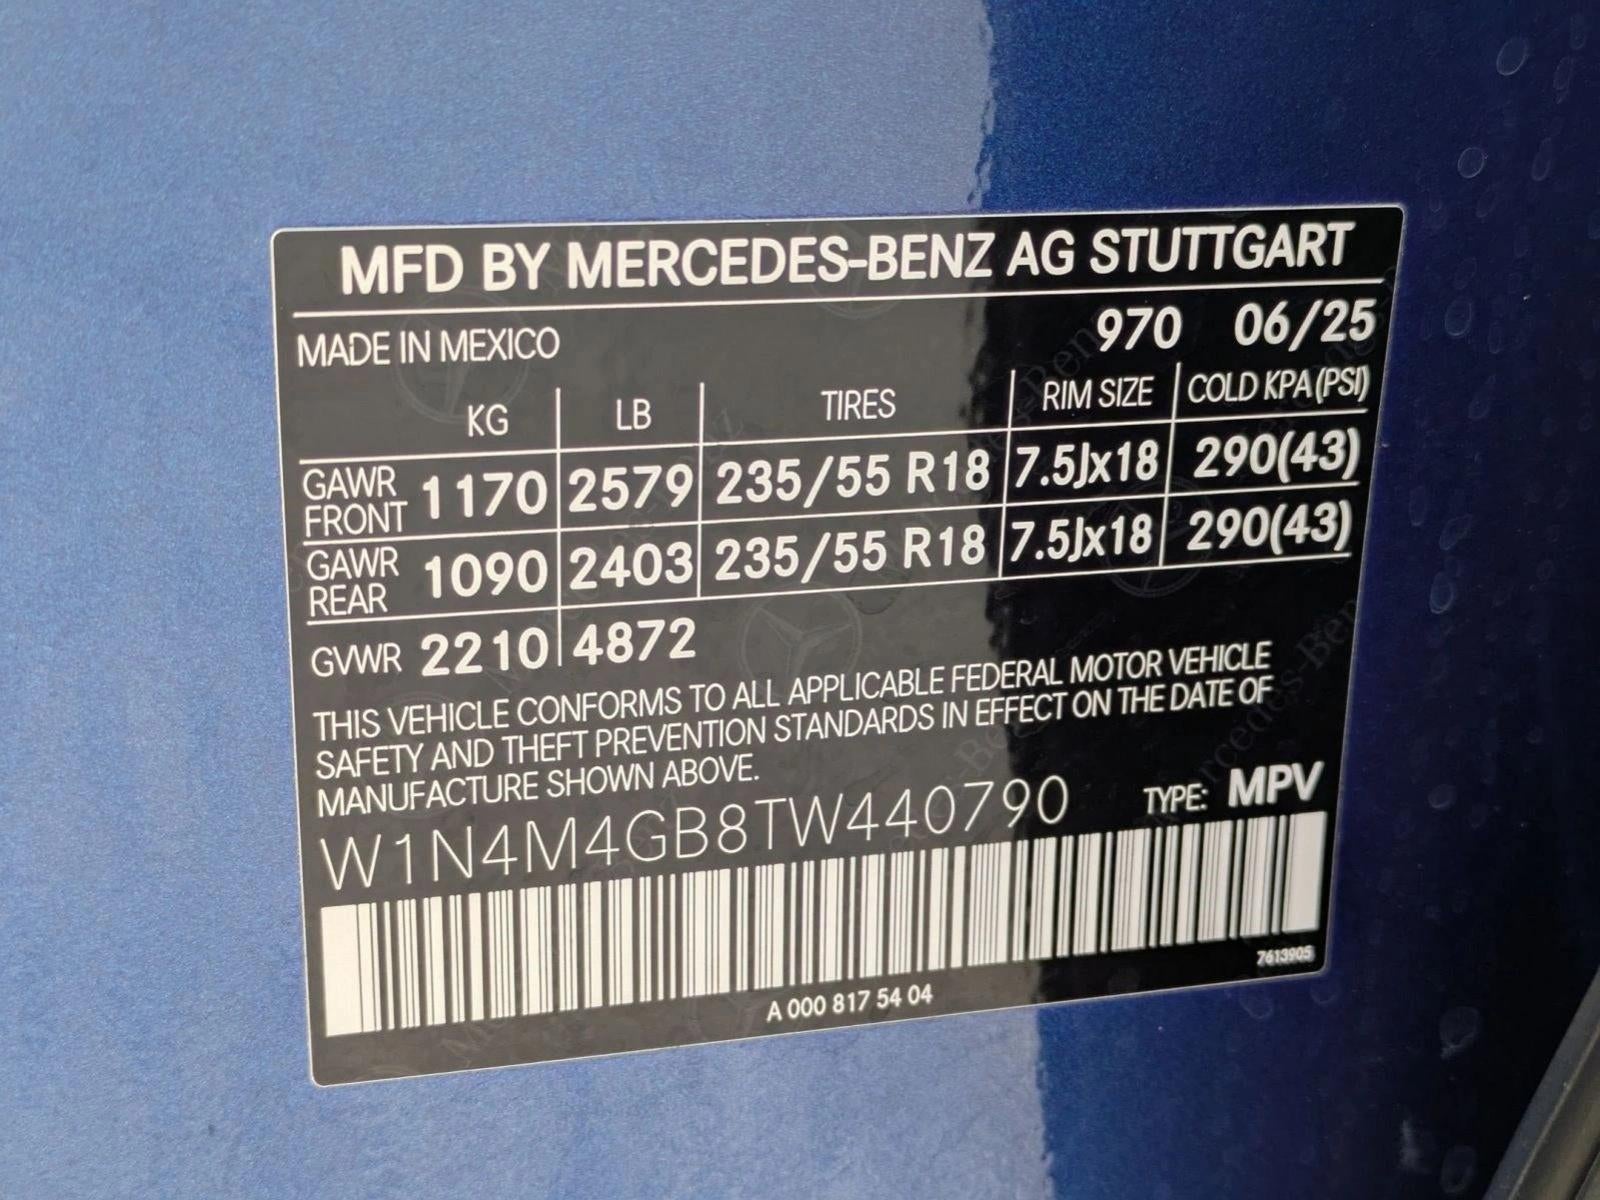 MFD BY MERCEDES-BENZ AG STUTTGART
MADE IN MEXICO 970 06/25
KG LB TIRES RIM SIZE COLD KPA(PSI)
GAWR FRONT 1170 2579 235/55 R18 7.5Jx18 290(43)
GAWR REAR 1090 2403 235/55 R18 7.5Jx18 290(43)
GVWR 2210 4872
THIS VEHICLE CONFORMS TO ALL APPLICABLE FEDERAL MOTOR VEHICLE
SAFETY AND THEFT PREVENTION STANDARDS IN EFFECT ON THE DATE OF
MANUFACTURE SHOWN ABOVE.
W1N4M4GB8TW440790 TYPE: MPV
7613905
A 000 817 54 04